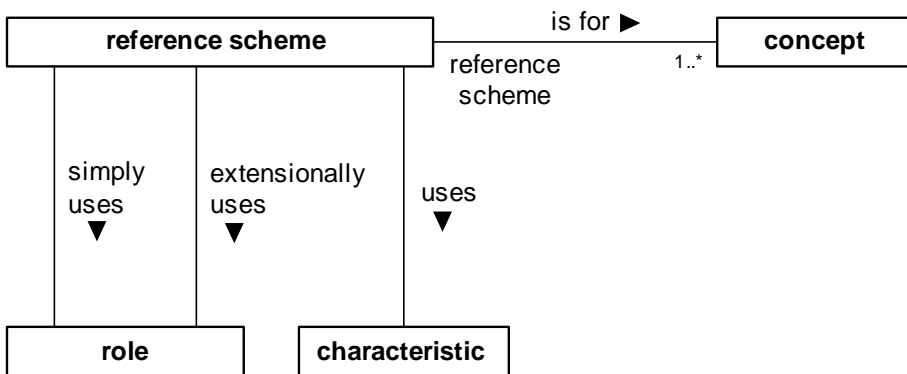 is for ►
reference scheme
concept
reference
scheme
1..*
simply
uses
▼
extensionally
uses
▼
uses
▼
role
characteristic